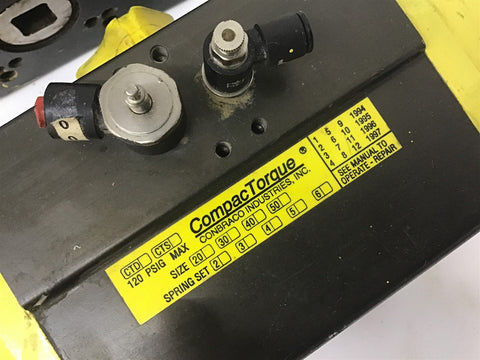 CompacTorque®
CONBRACO INDUSTRIES, INC.
CTD CTS
120 PSIG MAX
SIZE 20 30 40 50
SPRING SET 2 3 4 5 6
1 5 9 1994
2 6 10 1995
3 7 11 1996
4 8 12 1997
SEE MANUAL TO
OPERATE - REPAIR
0